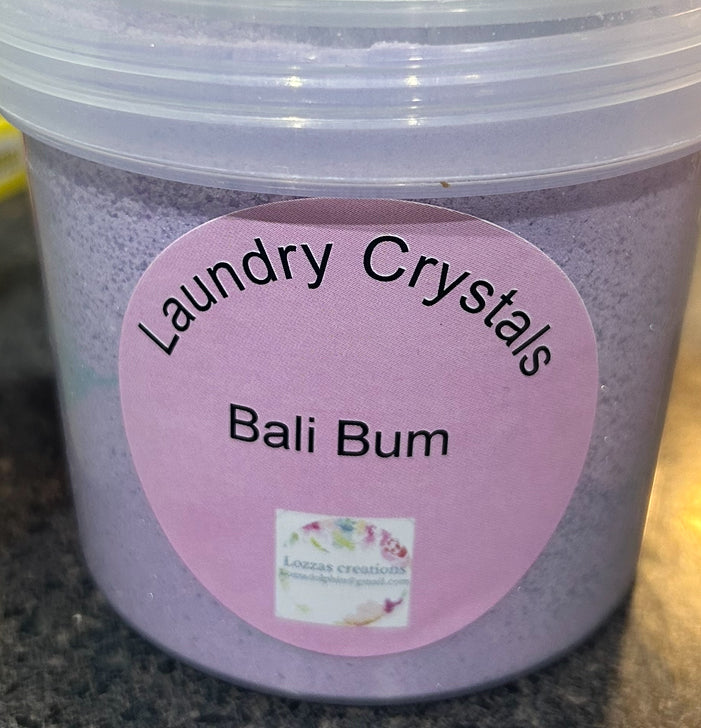 Laundry Crystals
Bali Bum
Lozzas creations